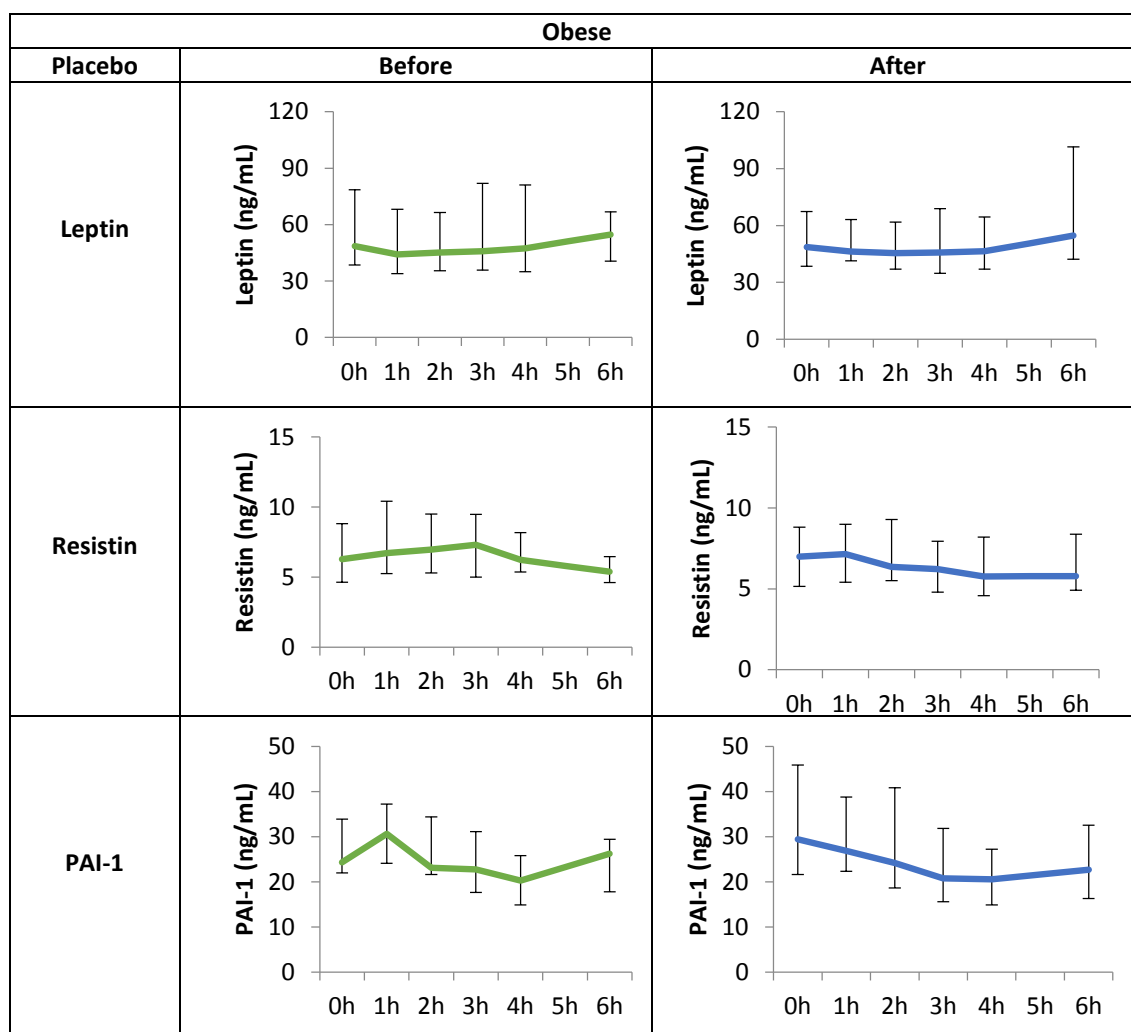 Obese
Placebo Before After
Leptin
Leptin (ng/mL)
120
90
60
30
0
0h 1h 2h 3h 4h 5h 6h
Leptin (ng/mL)
120
90
60
30
0
0h 1h 2h 3h 4h 5h 6h
Resistin
Resistin (ng/mL)
15
10
5
0
0h 1h 2h 3h 4h 5h 6h
Resistin (ng/mL)
15
10
5
0
0h 1h 2h 3h 4h 5h 6h
PAI-1
PAI-1 (ng/mL)
50
40
30
20
10
0
0h 1h 2h 3h 4h 5h 6h
PAI-1 (ng/mL)
50
40
30
20
10
0
0h 1h 2h 3h 4h 5h 6h